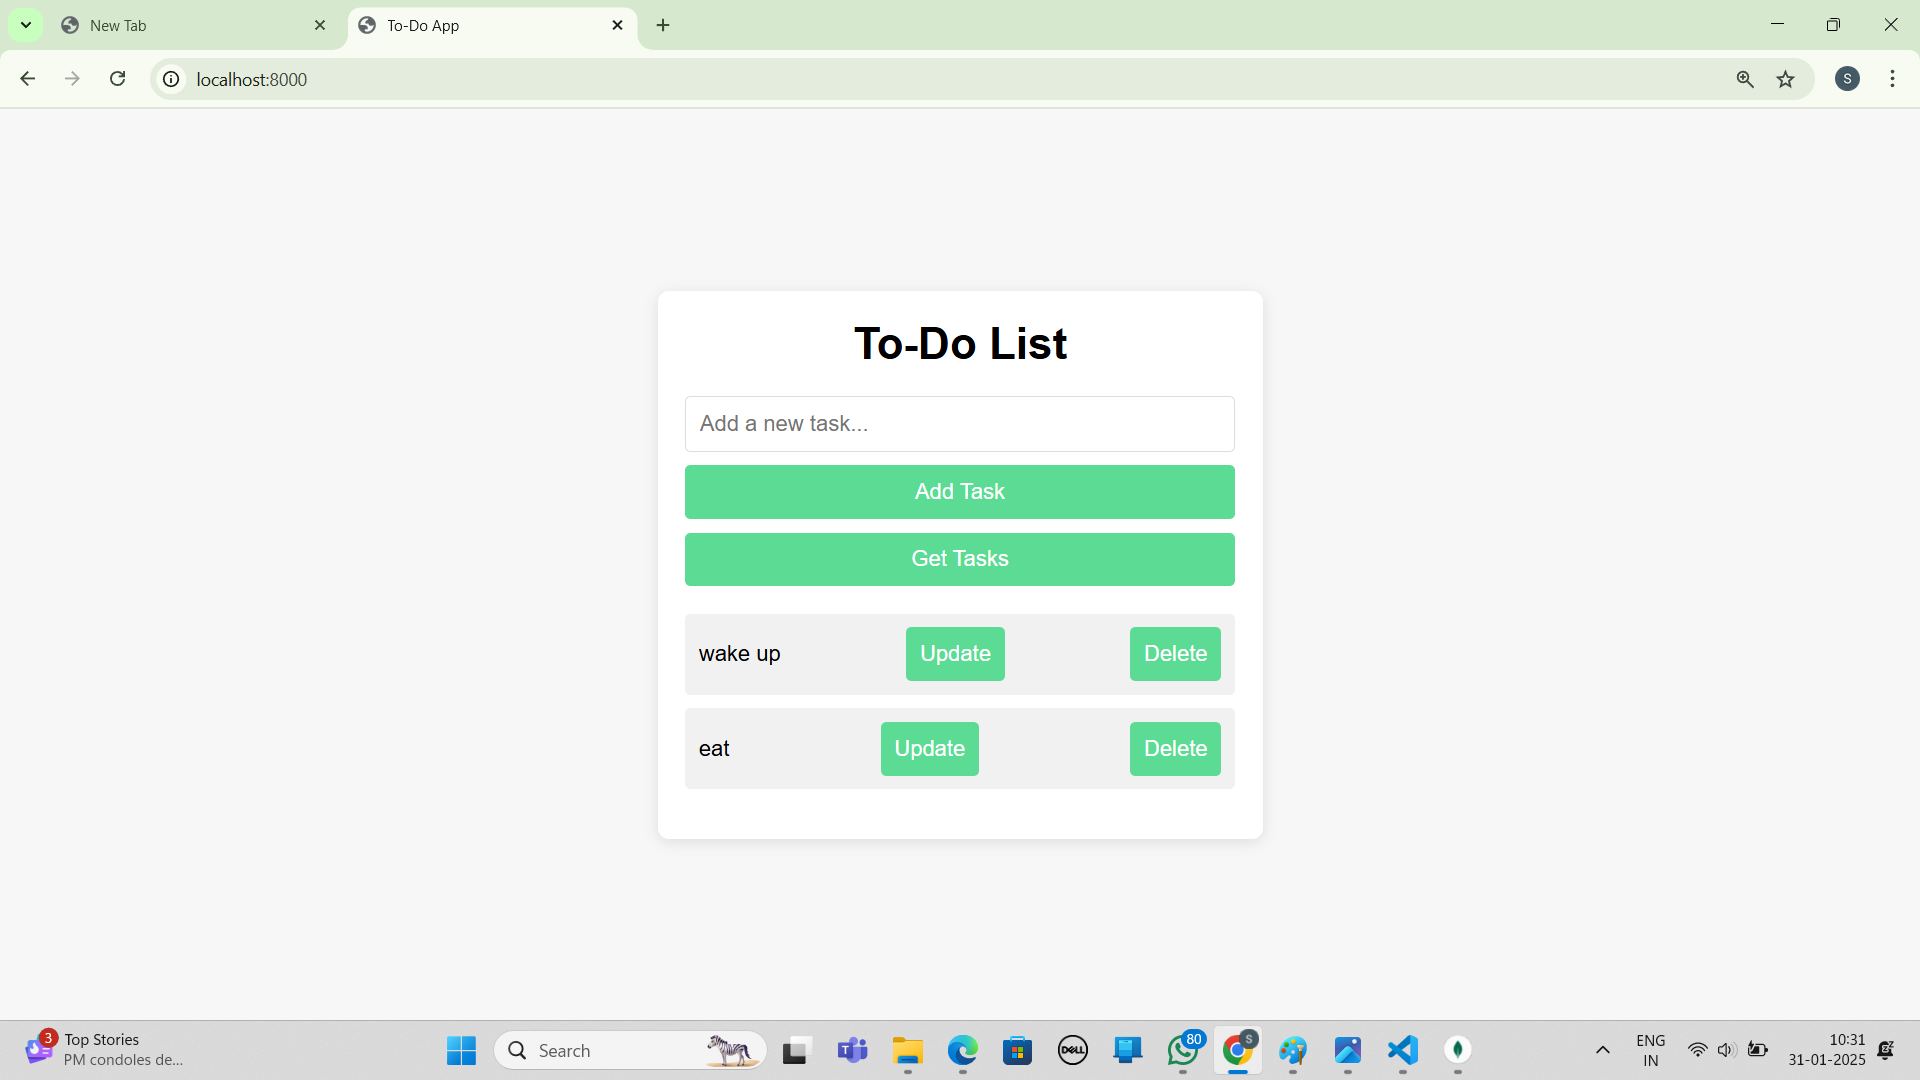 New Tab
To-Do App
localhost:8000
S
To-Do List
Add a new task...
Add Task
Get Tasks
wake up Update Delete
eat Update Delete
3
Top Stories
PM condoles de...
Search
T
DELL
80
S
ENG
IN
10:31
31-01-2025